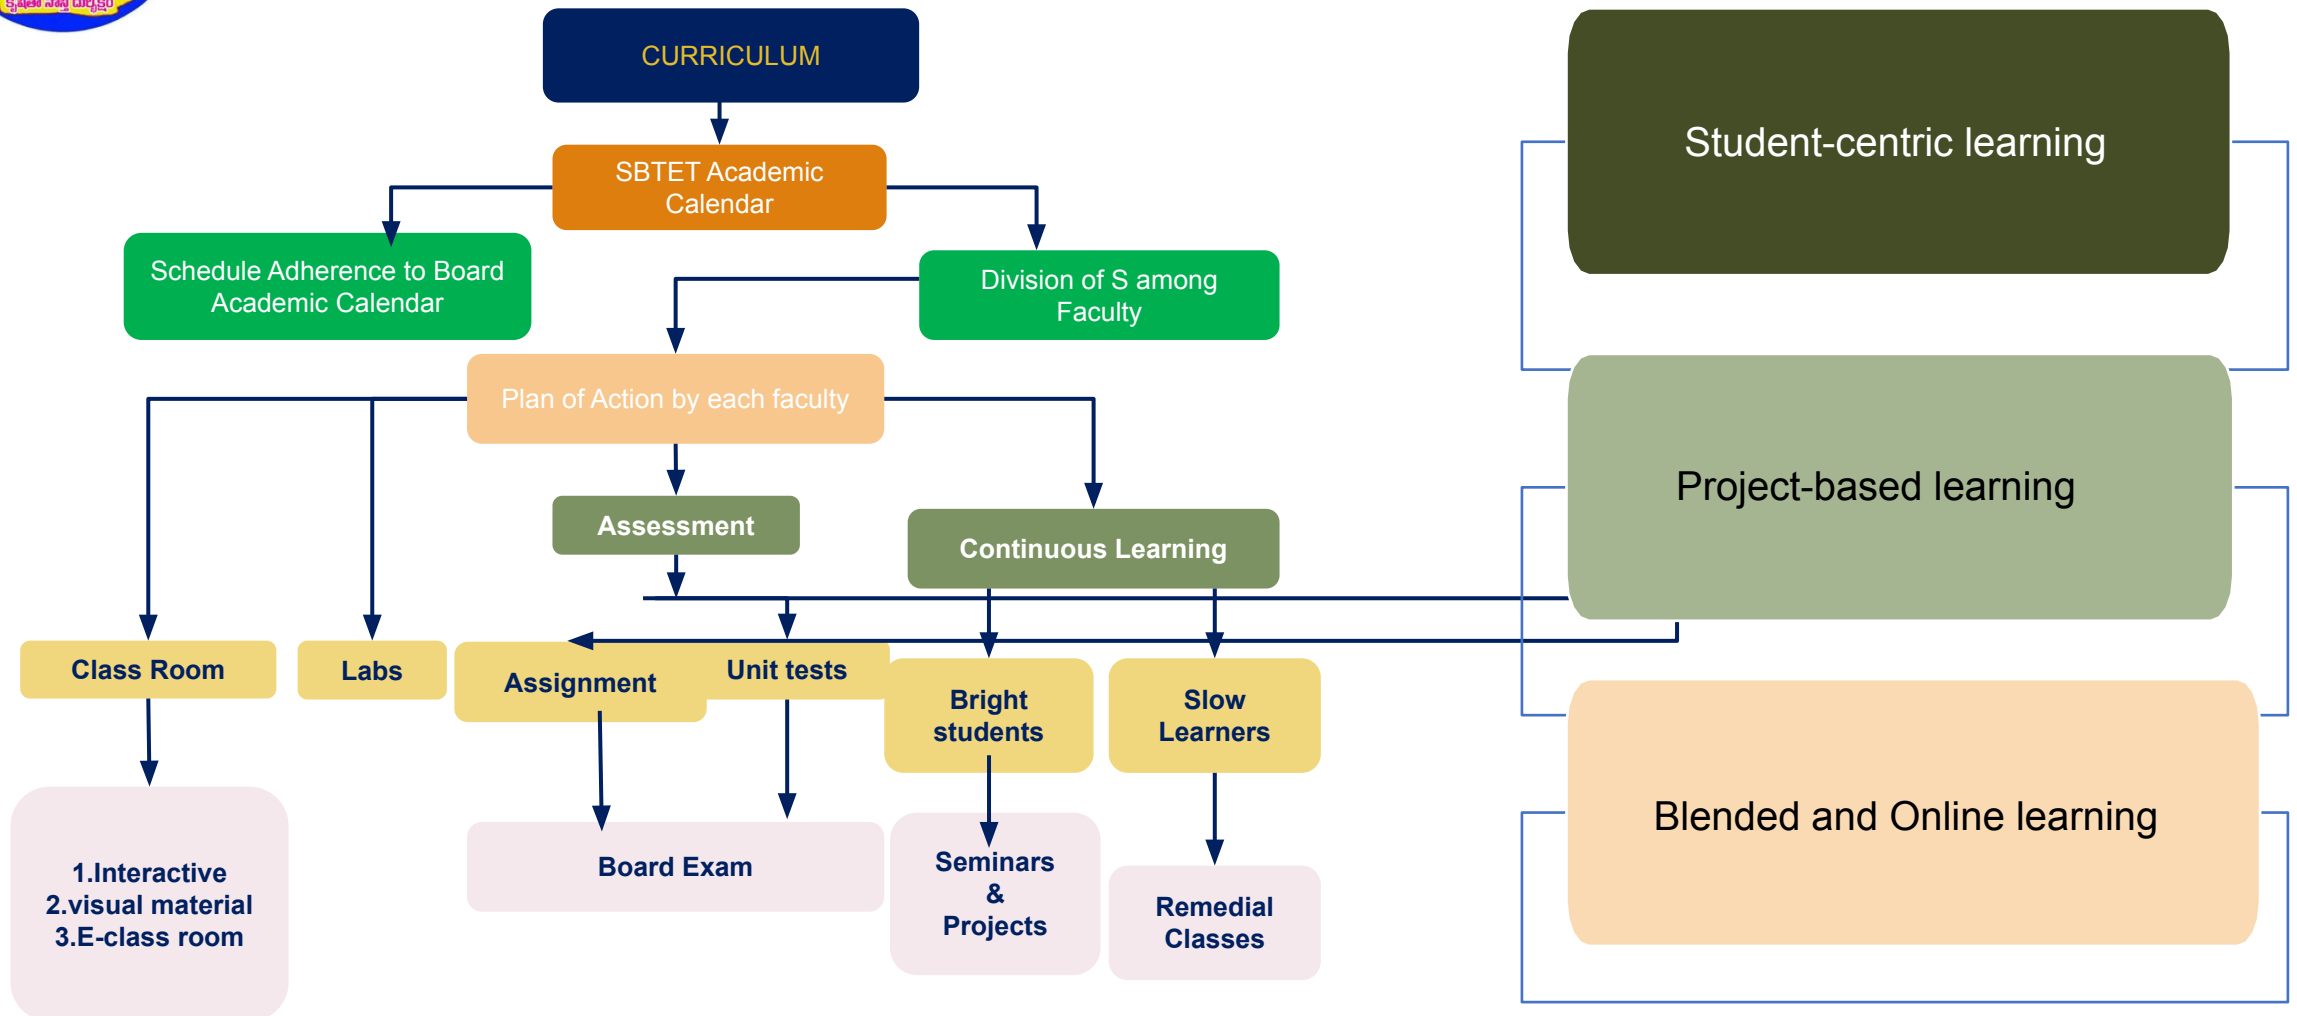 కృషితో నాస్తి దుర్భిక్షం
CURRICULUM
SBTET Academic
Calendar
Schedule Adherence to Board
Academic Calendar
Division of S among
Faculty
Plan of Action by each faculty
Assessment
Continuous Learning
Class Room
Labs
Assignment
Unit tests
Bright
students
Slow
Learners
1.Interactive
2.visual material
3.E-class room
Board Exam
Seminars
&
Projects
Remedial
Classes
Student-centric learning
Project-based learning
Blended and Online learning